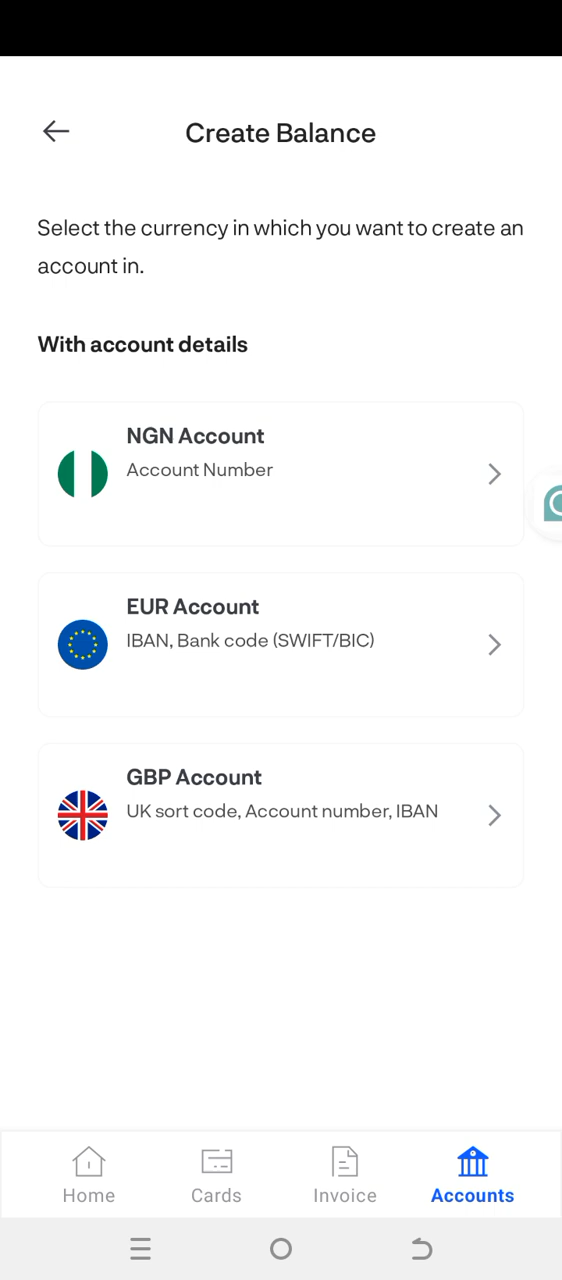 Create Balance
Select the currency in which you want to create an
account in.
With account details
NGN Account
Account Number
EUR Account
IBAN, Bank code (SWIFT/BIC)
GBP Account
UK sort code, Account number, IBAN
Home
Cards
Invoice
Accounts